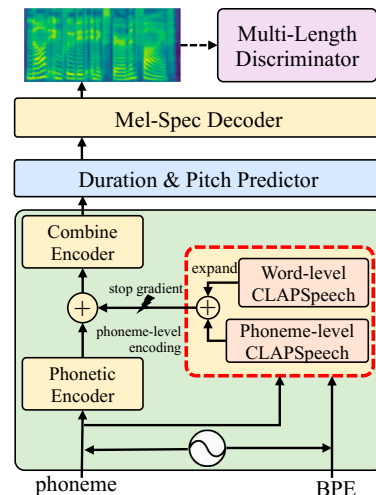 Multi-Length
Discriminator
Mel-Spec Decoder
Duration & Pitch Predictor
Combine
Encoder
expand
Word-level
CLAPSpeech
stop gradient
phoneme-level
encoding
Phoneme-level
CLAPSpeech
Phonetic
Encoder
phoneme
BPE